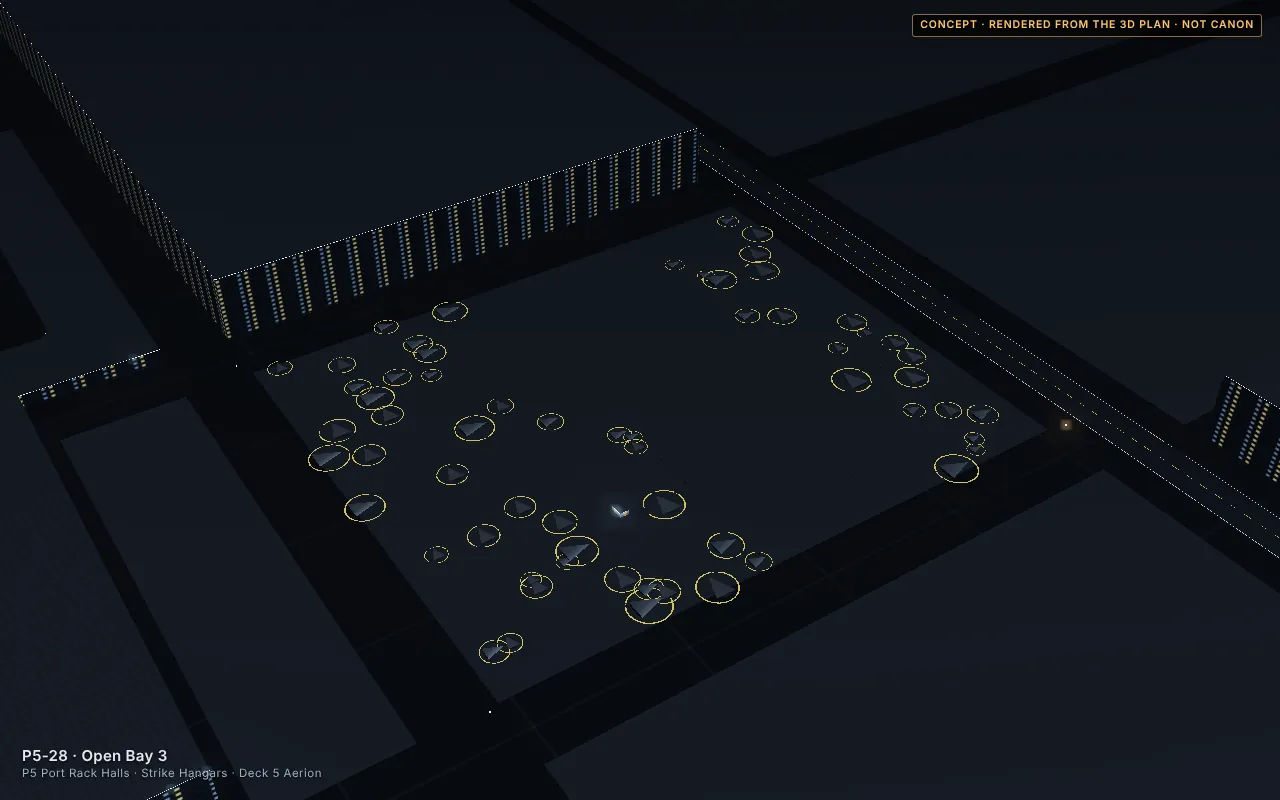 CONCEPT · RENDERED FROM THE 3D PLAN · NOT CANON
P5-28 · Open Bay 3
P5 Port Rack Halls · Strike Hangars · Deck 5 Aerion